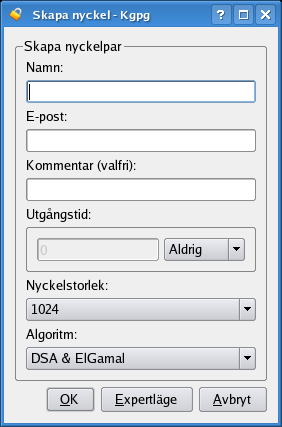 Skapa nyckel - Kgpg
Skapa nyckelpar
Namn:
E-post:
Kommentar (valfri):
Utgångstid:
0
Aldrig
Nyckelstorlek:
1024
Algoritm:
DSA & ElGamal
OK
Expertläge
Avbryt